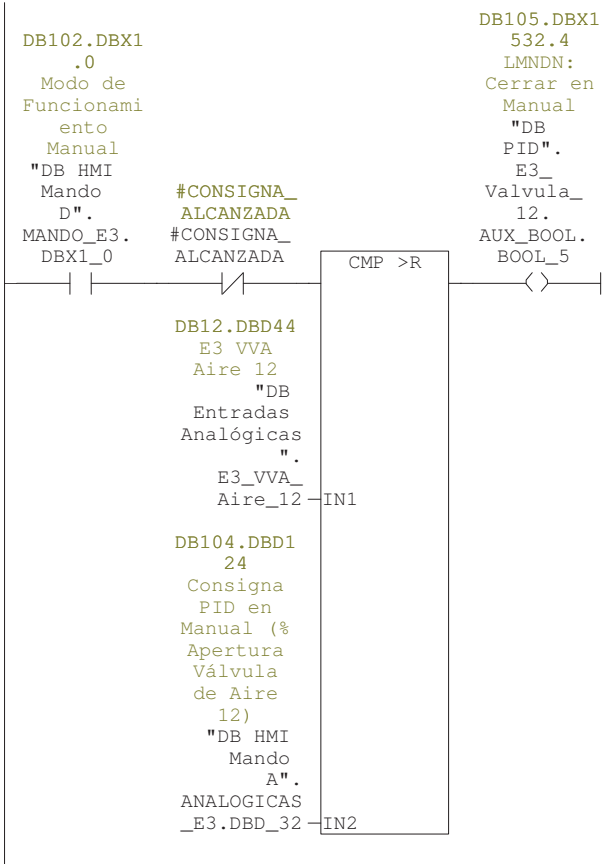 DB102.DBX1
.0
Modo de
Funcionami
ento
Manual
"DB HMI
Mando
D".
MANDO_E3.
DBX1_0
#CONSIGNA_
ALCANZADA
#CONSIGNA_
ALCANZADA
CMP >R
DB105.DBX1
532.4
LMNDN:
Cerrar en
Manual
"DB
PID".
E3_
Valvula_
12.
AUX_BOOL.
BOOL_5
DB12.DBD44
E3 VVA
Aire 12
"DB
Entradas
Analógicas
".
E3_VVA_
Aire_12
IN1
DB104.DBD1
24
Consigna
PID en
Manual (%
Apertura
Válvula
de Aire
12)
"DB HMI
Mando
A".
ANALOGICAS
_E3.DBD_32
IN2